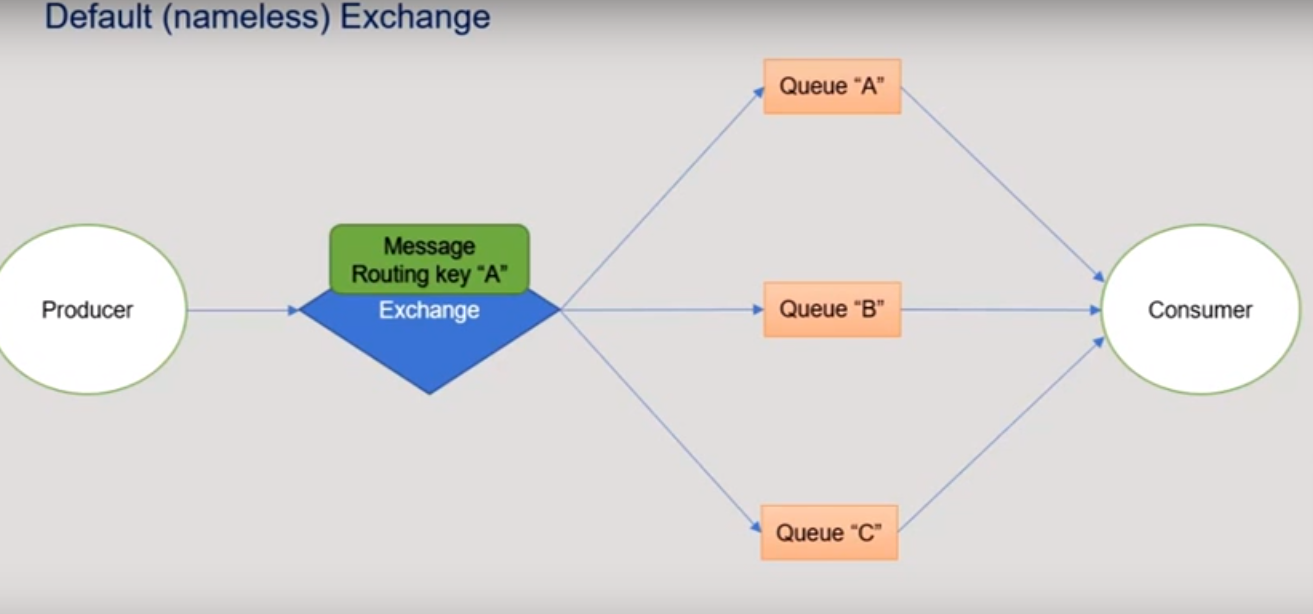 Default (nameless) Exchange
Queue “A”
Message
Routing key “A”
Producer
Exchange
Queue “B”
Consumer
Queue “C”